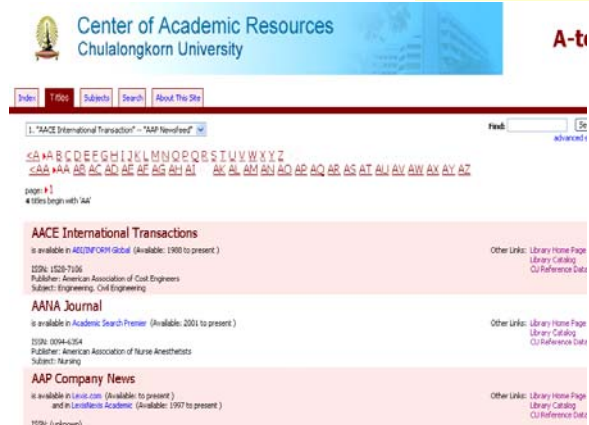 Center of Academic Resources
Chulalongkorn University
A-to
Index Titles Subjects Search About This Site
1. "AACE International Transaction" -- "AAP Newsfeed"
Find: Se
advanced s
<A A B C D E F G H I J K L M N O P Q R S T U V W X Y Z
<AA AA AB AC AD AE AF AG AH AI AK AL AM AN AO AP AQ AR AS AT AU AV AW AX AY AZ
page: 1
4 titles begin with 'AA'
AACE International Transactions
is available in ABI/INFORM Global (Available: 1988 to present )
Other Links: Library Home Page
Library Catalog
CU Reference Data
ISSN: 1528-7106
Publisher: American Association of Cost Engineers
Subject: Engineering. Civil Engineering
AANA Journal
is available in Academic Search Premier (Available: 2001 to present )
Other Links: Library Home Page
Library Catalog
CU Reference Data
ISSN: 0094-6354
Publisher: American Association of Nurse Anesthetists
Subject: Nursing
AAP Company News
is available in Lexis.com (Available: to present )
and in LexisNexis Academic (Available: 1997 to present )
Other Links: Library Home Page
Library Catalog
CU Reference Data
ISSN: (unknown)